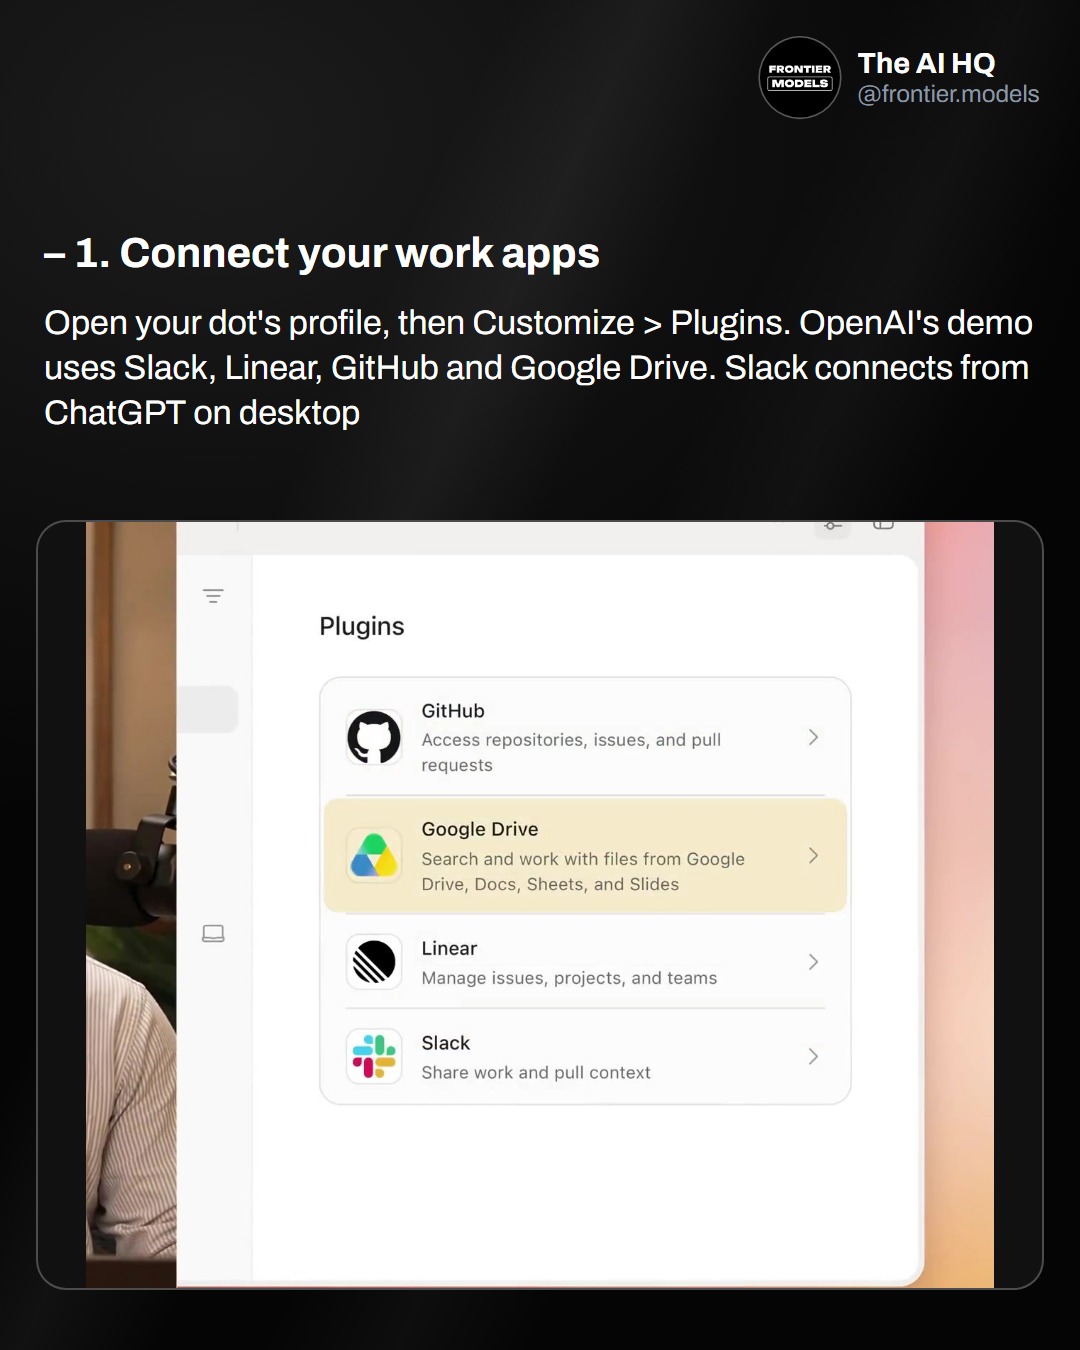 FRONTIER
MODELS
The AI HQ
@frontier.models
– 1. Connect your work apps
Open your dot's profile, then Customize > Plugins. OpenAI's demo
uses Slack, Linear, GitHub and Google Drive. Slack connects from
ChatGPT on desktop
Plugins
GitHub
Access repositories, issues, and pull
requests
Google Drive
Search and work with files from Google
Drive, Docs, Sheets, and Slides
Linear
Manage issues, projects, and teams
Slack
Share work and pull context